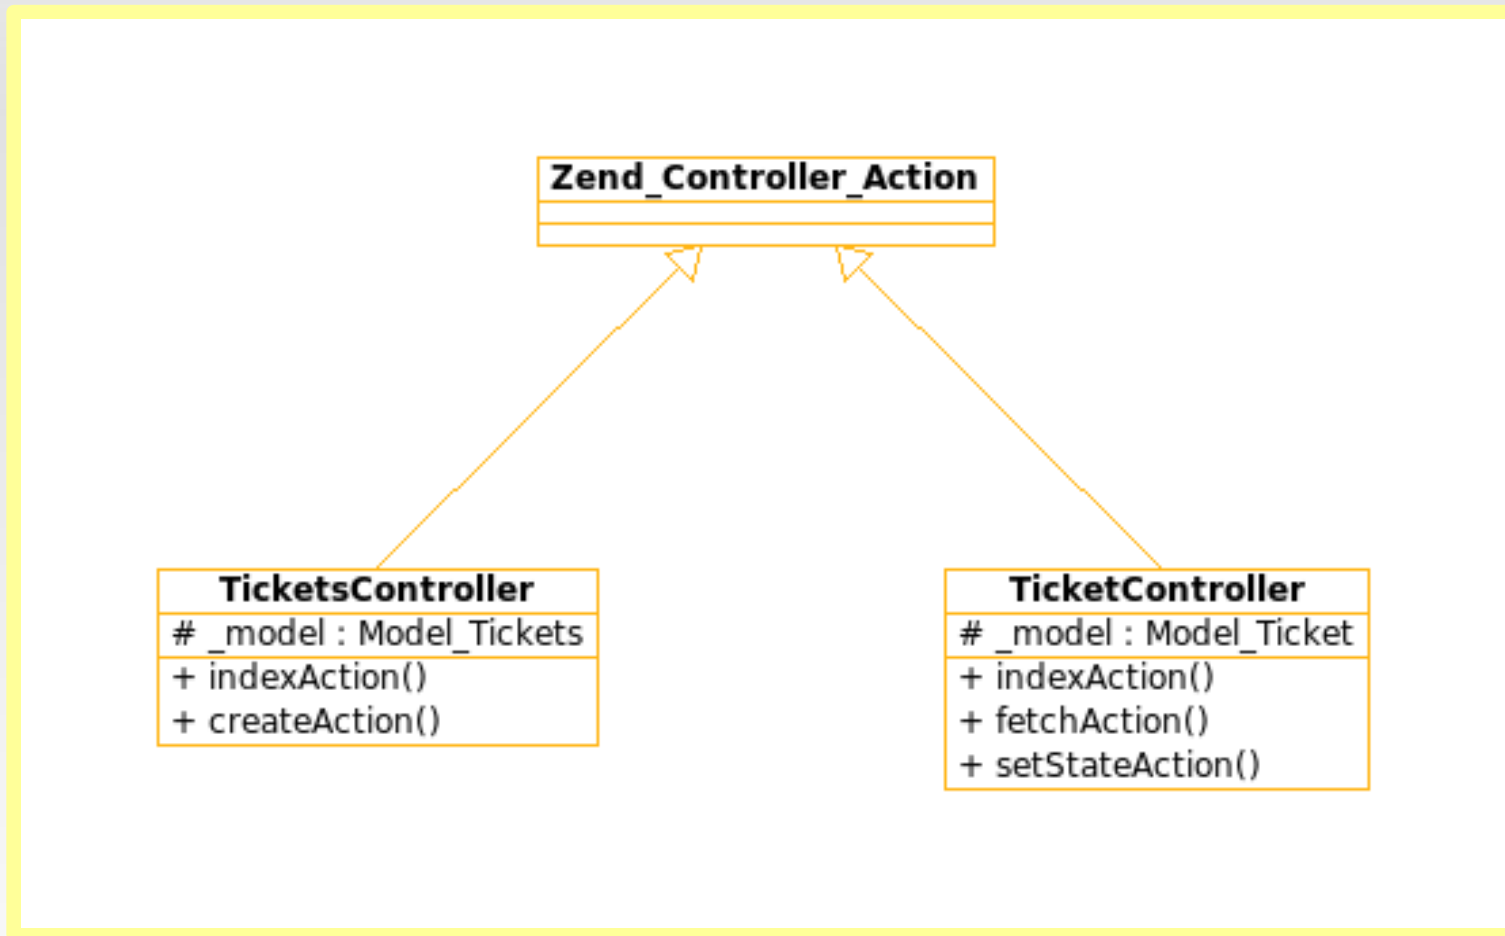 Zend_Controller_Action
TicketsController
# _model : Model_Tickets
+ indexAction()
+ createAction()
TicketController
# _model : Model_Ticket
+ indexAction()
+ fetchAction()
+ setStateAction()